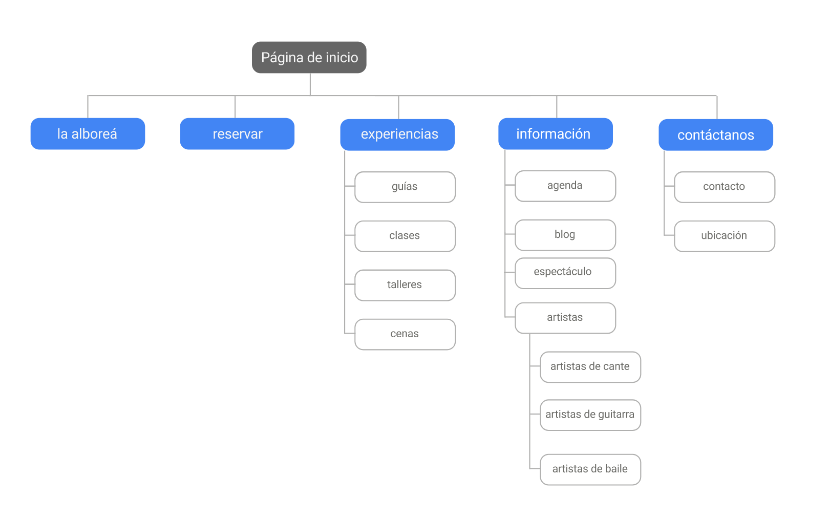 Página de inicio
la alboreá
reservar
experiencias
información
contáctanos
guías
clases
talleres
cenas
agenda
blog
espectáculo
artistas
artistas de cante
artistas de guitarra
artistas de baile
contacto
ubicación